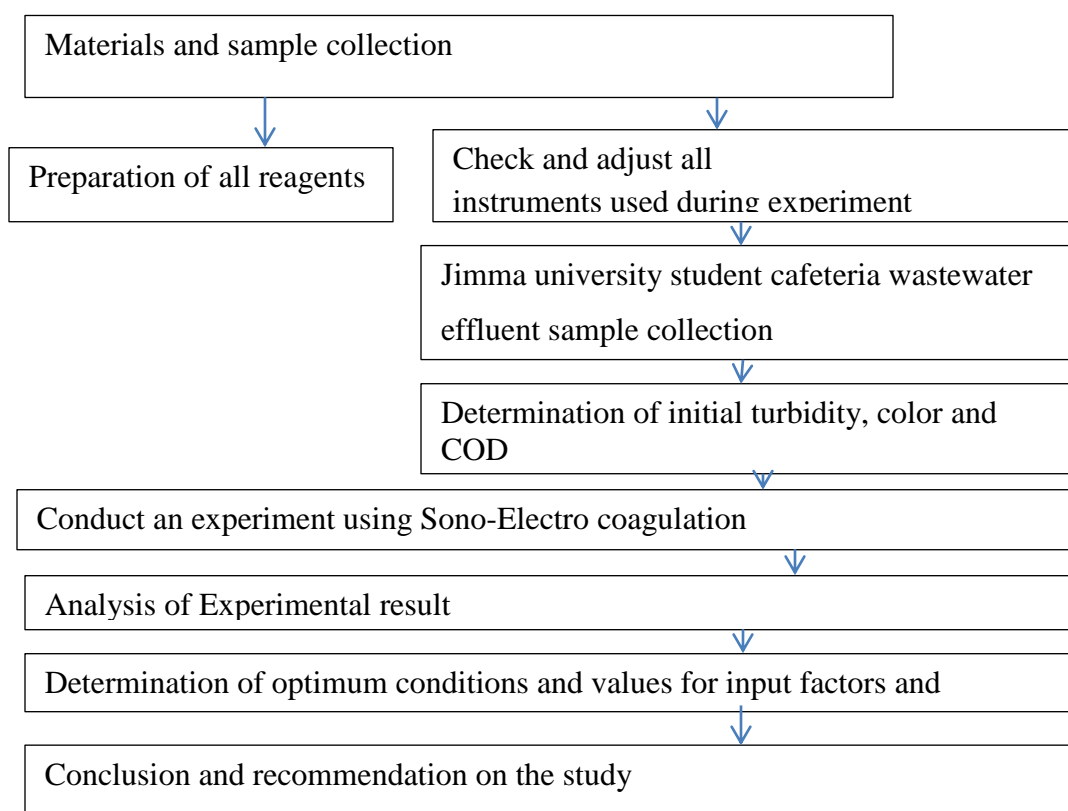 Materials and sample collection
Preparation of all reagents
Check and adjust all
instruments used during experiment
Jimma university student cafeteria wastewater
effluent sample collection
Determination of initial turbidity, color and
COD
Conduct an experiment using Sono-Electro coagulation
Analysis of Experimental result
Determination of optimum conditions and values for input factors and
Conclusion and recommendation on the study